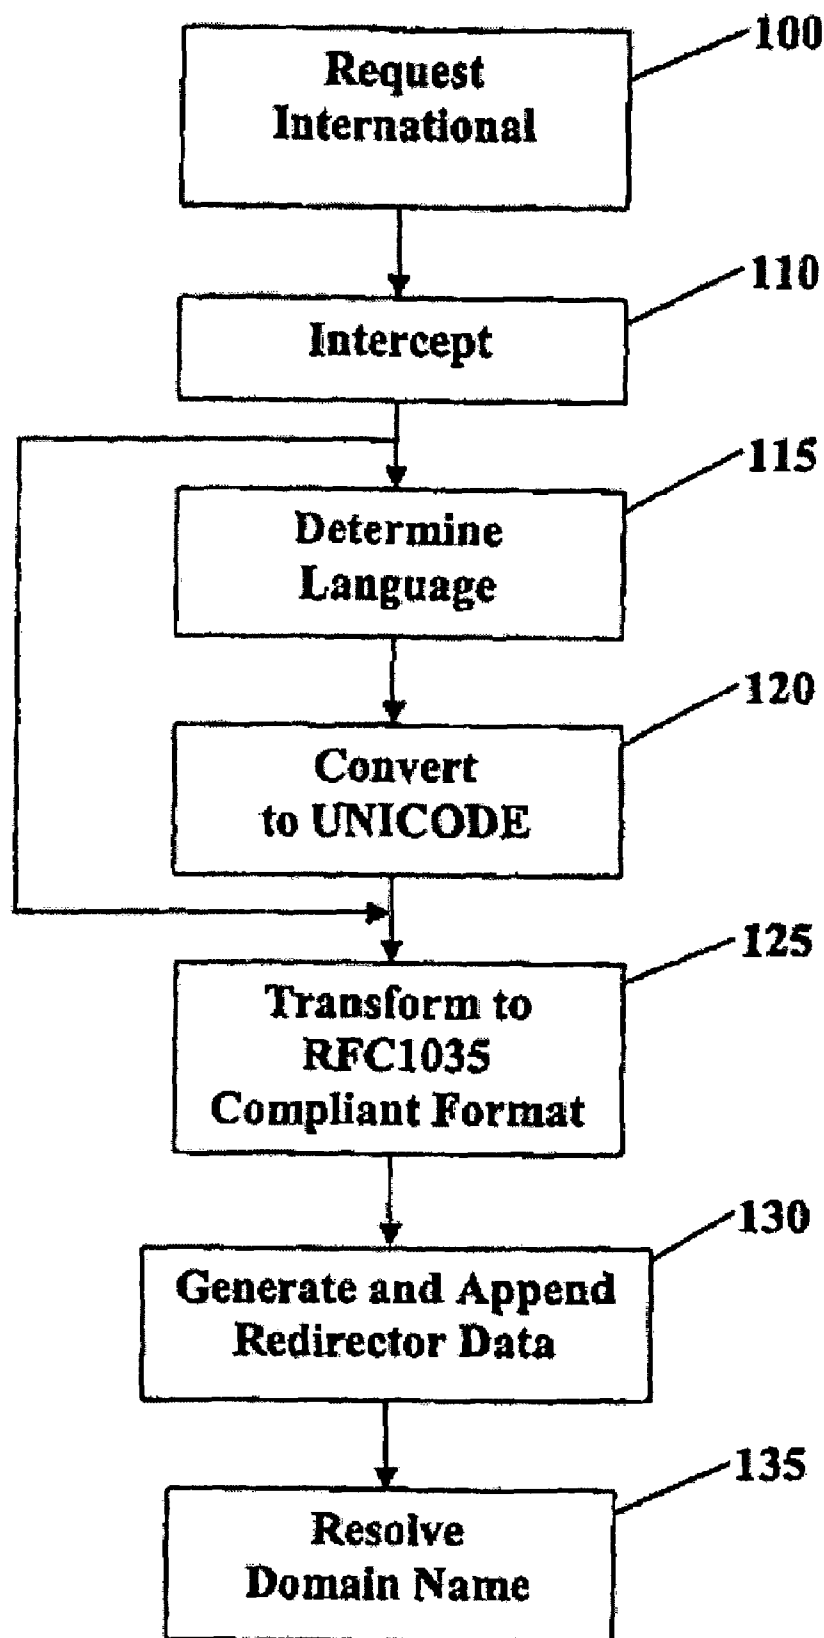 100
Request
International
110
Intercept
115
Determine
Language
120
Convert
to UNICODE
125
Transform to
RFC1035
Compliant Format
130
Generate and Append
Redirector Data
135
Resolve
Domain Name